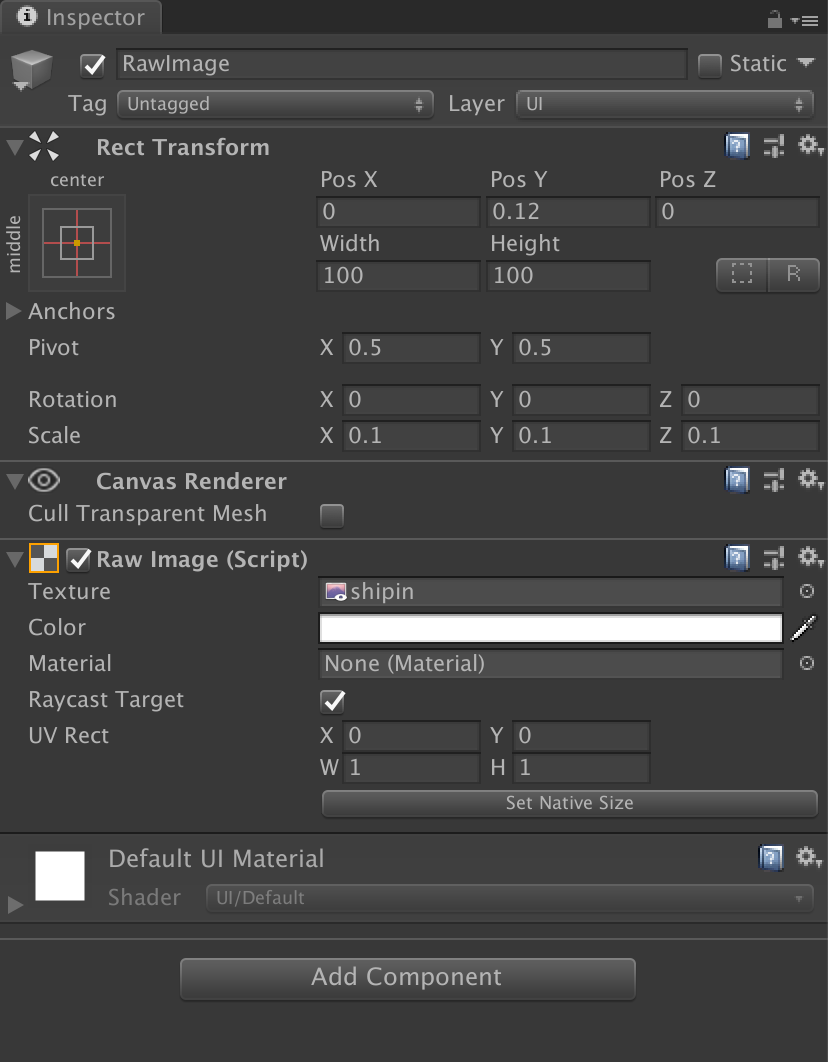 Inspector
RawImage Static
Tag Untagged Layer UI
Rect Transform
center
middle
Pos X Pos Y Pos Z
0 0.12 0
Width Height
100 100
R
Anchors
Pivot X 0.5 Y 0.5
Rotation X 0 Y 0 Z 0
Scale X 0.1 Y 0.1 Z 0.1
Canvas Renderer
Cull Transparent Mesh
Raw Image (Script)
Texture shipin
Color
Material None (Material)
Raycast Target
UV Rect X 0 Y 0
W 1 H 1
Set Native Size
Default UI Material
Shader UI/Default
Add Component